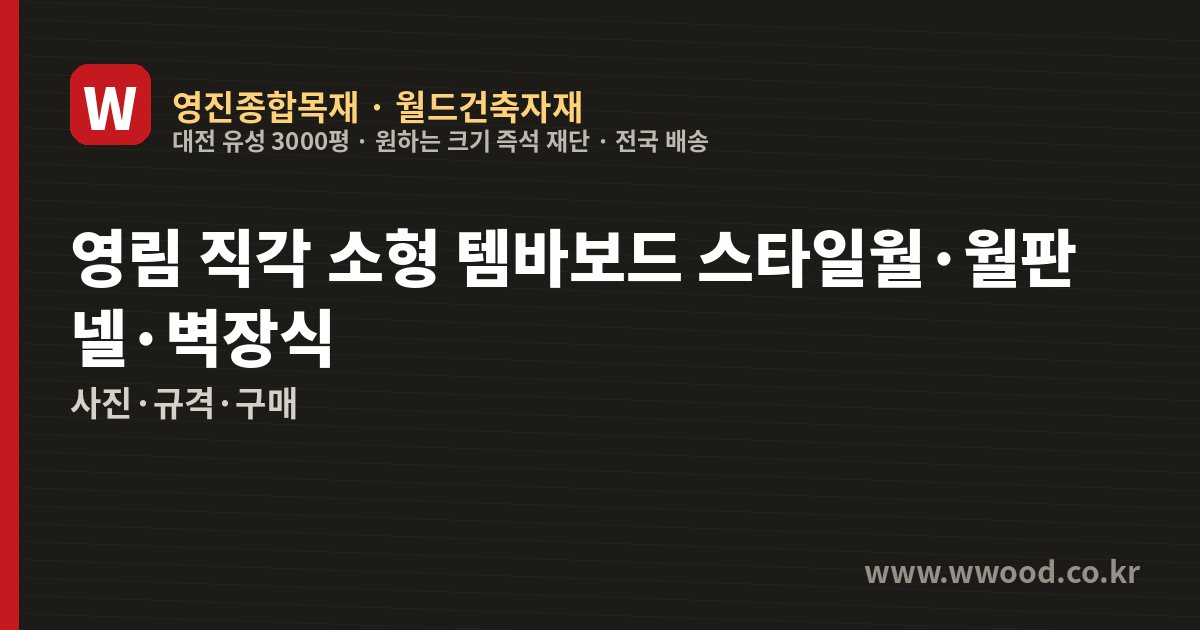 W
영진종합목재 · 월드건축자재
대전 유성 3000평 · 원하는 크기 즉석 재단 · 전국 배송
영림 직각 소형 템바보드 스타일월·월판
넬·벽장식
사진·규격·구매
www.wwood.co.kr